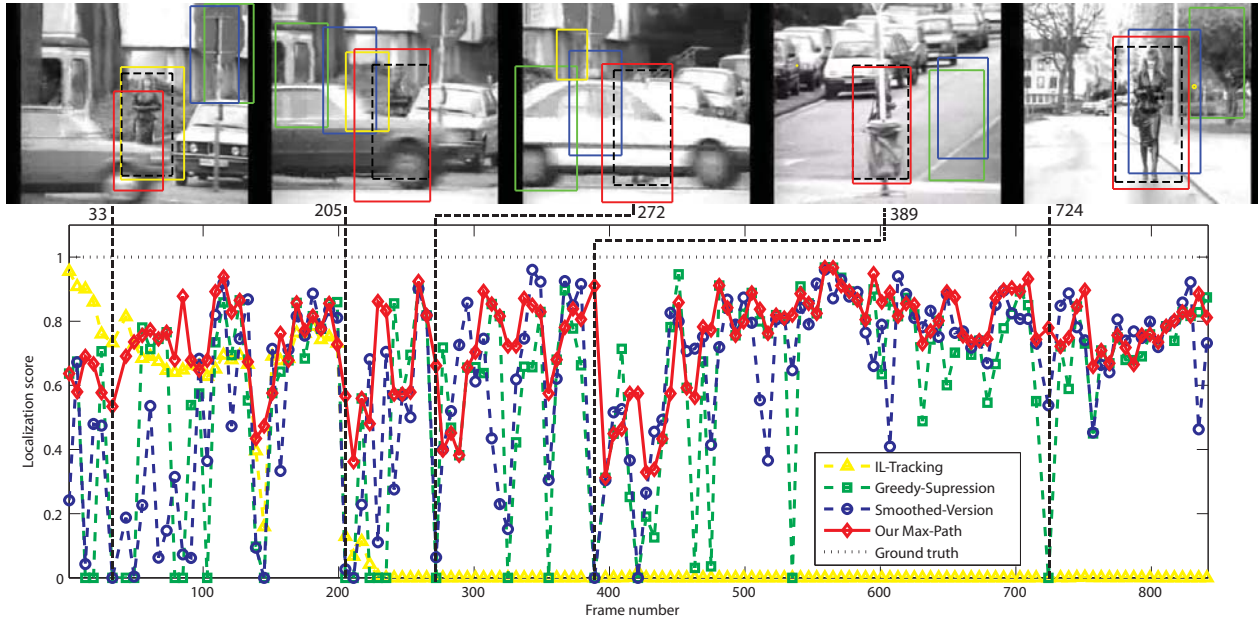 33
205
272
389
724
Localization score
1
0.8
0.6
0.4
0.2
0
100
200
300
400
500
600
700
800
Frame number
IL-Tracking
Greedy-Supression
Smoothed-Version
Our Max-Path
Ground truth